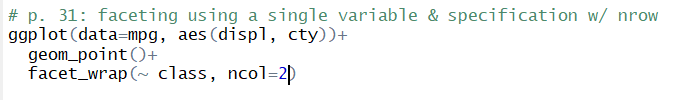 # p. 31: faceting using a single variable & specification w/ nrow
ggplot(data=mpg, aes(displ, cty))+
  geom_point()+
  facet_wrap(~ class, ncol=2)